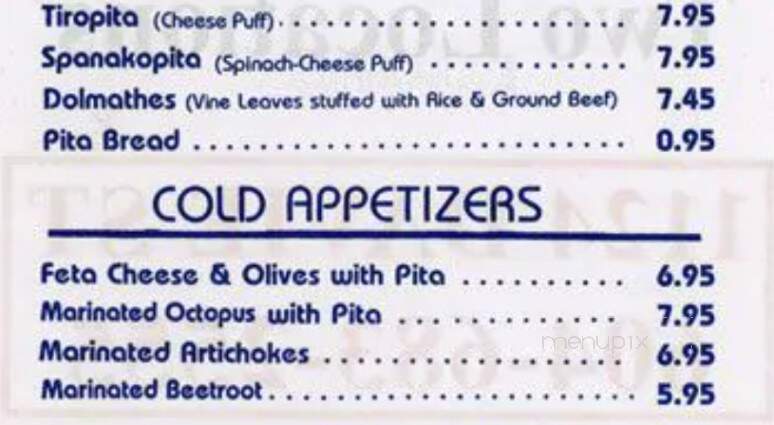 Tiropita (Cheese Puff) . . . . . . . . . . . . . . . . . . . . . . . . . . 7.95
Spanakopita (Spinach-Cheese Puff) . . . . . . . . . . . . . 7.95
Dolmathes (Vine Leaves stuffed with Rice & Ground Beef) 7.45
Pita Bread . . . . . . . . . . . . . . . . . . . . . . . . . . . . 0.95
COLD APPETIZERS
Feta Cheese & Olives with Pita . . . . . . . . . . 6.95
Marinated Octopus with Pita . . . . . . . . . . . . 7.95
Marinated Artichokes . . . . . . . . . . . . . . . . . . 6.95
menupix
Marinated Beetroot . . . . . . . . . . . . . . . . . . . . . . . 5.95